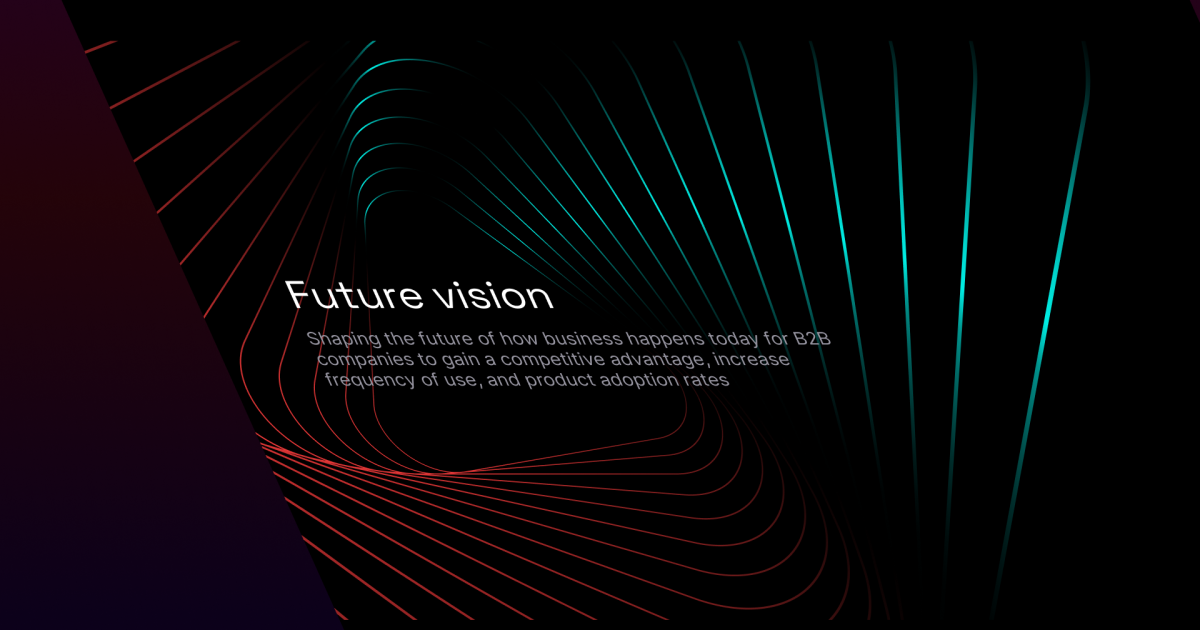 Future vision
Shaping the future of how business happens today for B2B
companies to gain a competitive advantage, increase
frequency of use, and product adoption rates